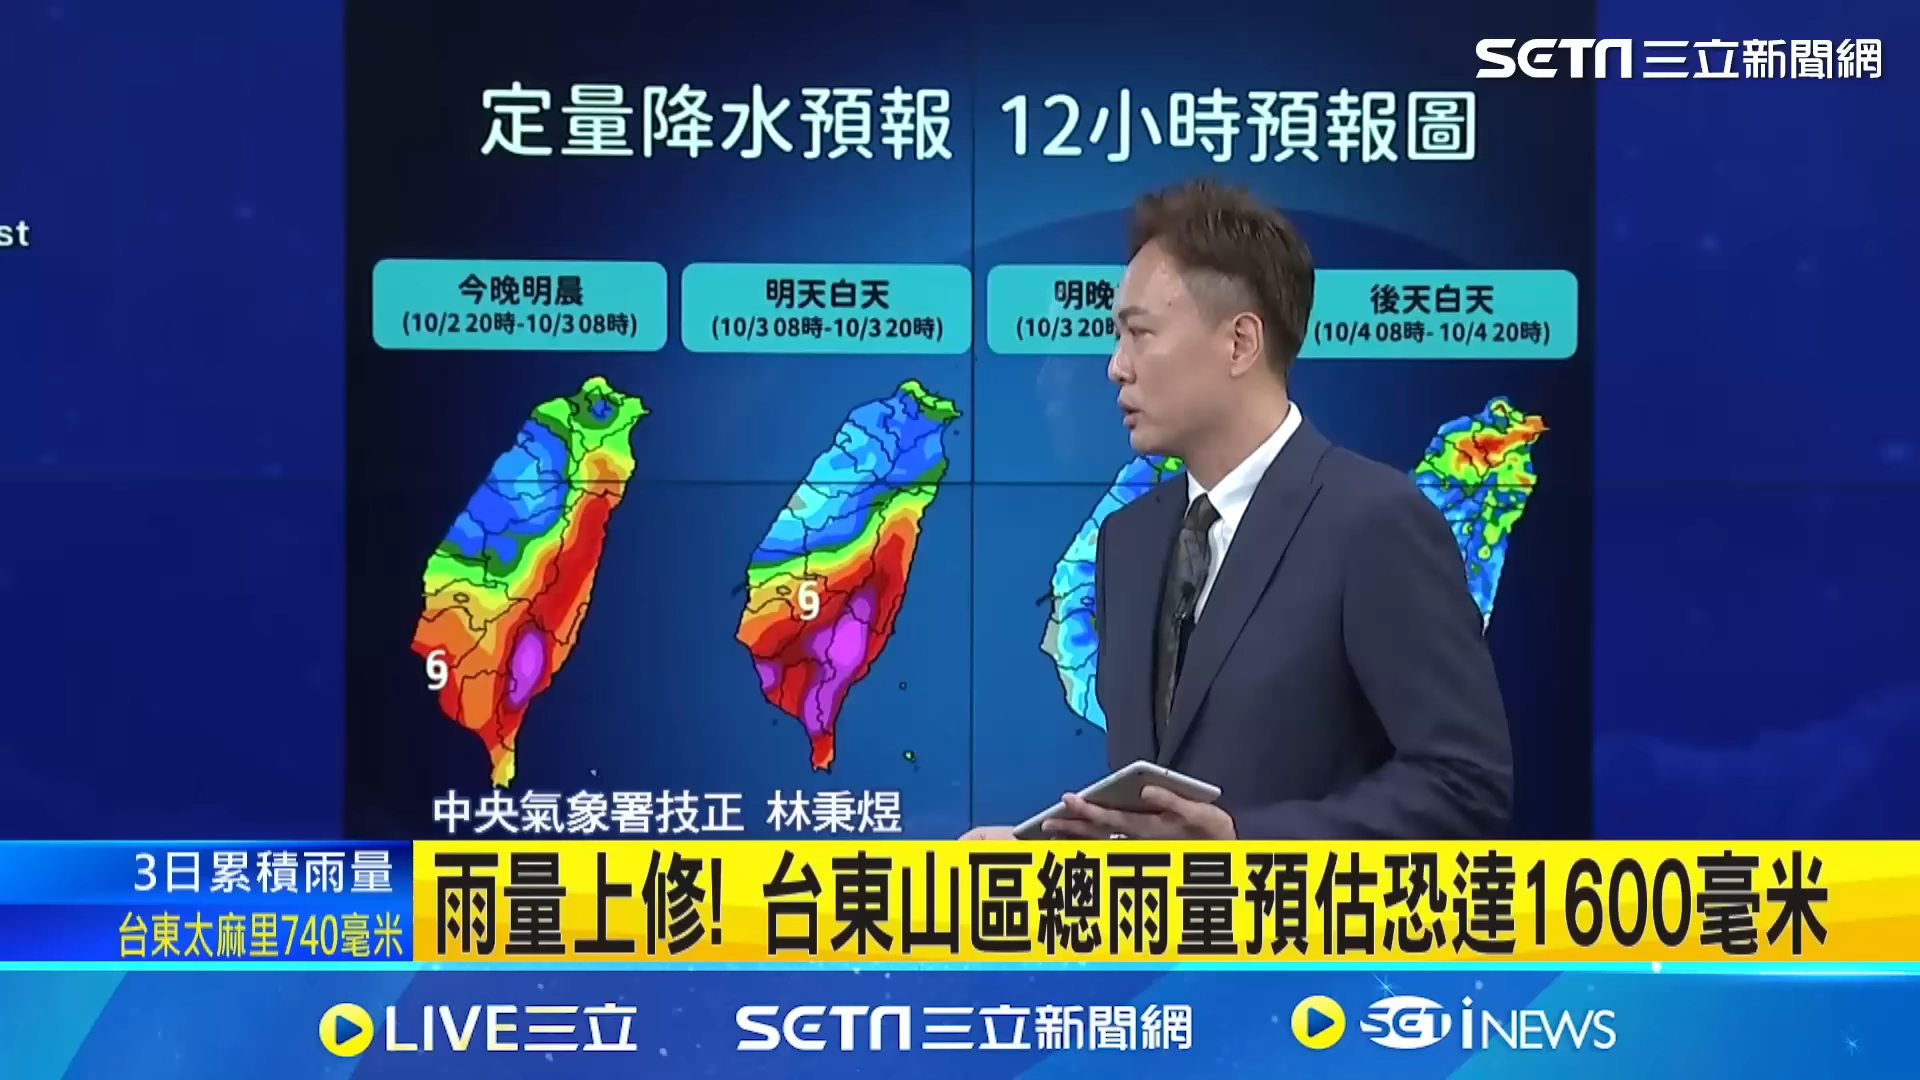 SETN三立新聞網
定量降水預報 12小時預報圖
st
今晚明晨
(10/2 20時-10/3 08時)
明天白天
(10/3 08時-10/3 20時)
明晚
(10/3 20時
後天白天
(10/4 08時- 10/4 20時)
中央氣象署技正 林秉煜
3日累積雨量
台東太麻里740毫米
雨量上修! 台東山區總雨量預估恐達1600毫米
LIVE三立
SETN三立新聞網
SET iNEWS